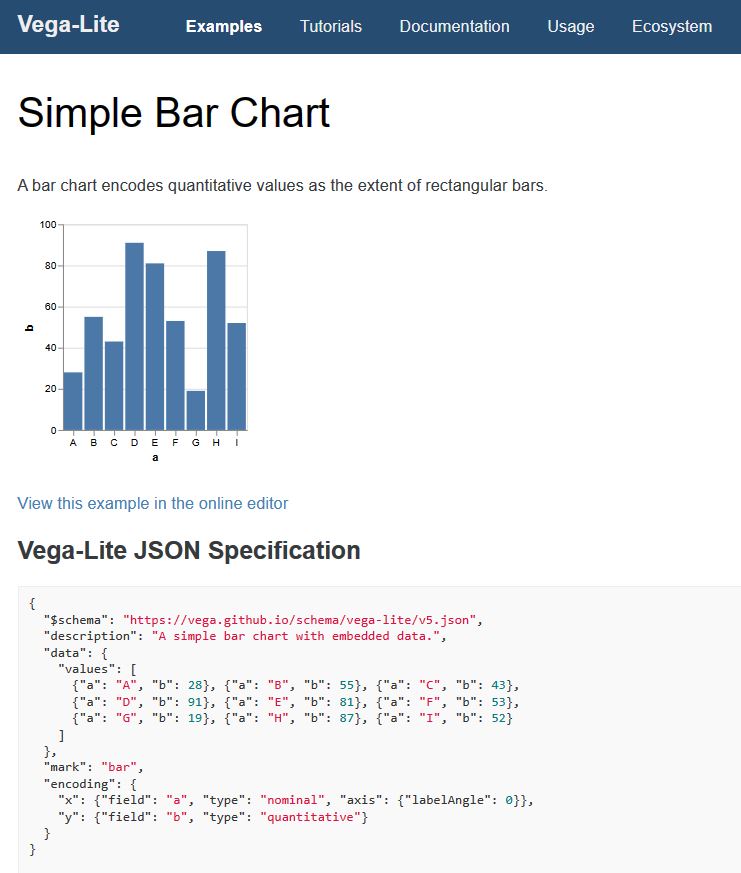 Vega-Lite Examples Tutorials Documentation Usage Ecosystem
Simple Bar Chart
A bar chart encodes quantitative values as the extent of rectangular bars.
100
80
60
b
40
20
0
A B C D E F G H I
a
View this example in the online editor
Vega-Lite JSON Specification
{
  "$schema": "https://vega.github.io/schema/vega-lite/v5.json",
  "description": "A simple bar chart with embedded data.",
  "data": {
    "values": [
      {"a": "A", "b": 28}, {"a": "B", "b": 55}, {"a": "C", "b": 43},
      {"a": "D", "b": 91}, {"a": "E", "b": 81}, {"a": "F", "b": 53},
      {"a": "G", "b": 19}, {"a": "H", "b": 87}, {"a": "I", "b": 52}
    ]
  },
  "mark": "bar",
  "encoding": {
    "x": {"field": "a", "type": "nominal", "axis": {"labelAngle": 0}},
    "y": {"field": "b", "type": "quantitative"}
  }
}